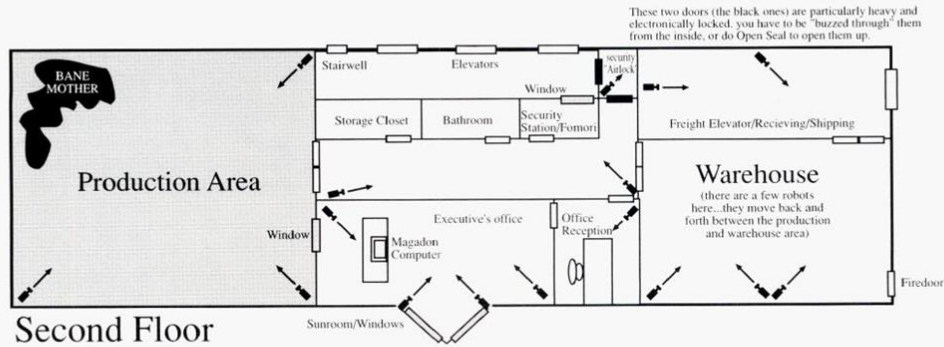 These two doors (the black ones) are particularly heavy and
electronically locked. you have to be "buzzed through" them
from the inside, or do Open Seal to open them up.
BANE
MOTHER
Stairwell
Elevators
security
"Airlock"
Window
Storage Closet
Bathroom
Security
Station/Fomori
Freight Elevator/Recieving/Shipping
Production Area
Warehouse
(there are a few robots
here...they move back and
forth between the production
and warehouse area)
Executive's office
Office
Reception
Window
Magadon
Computer
Firedoor
Sunroom/Windows
Second Floor